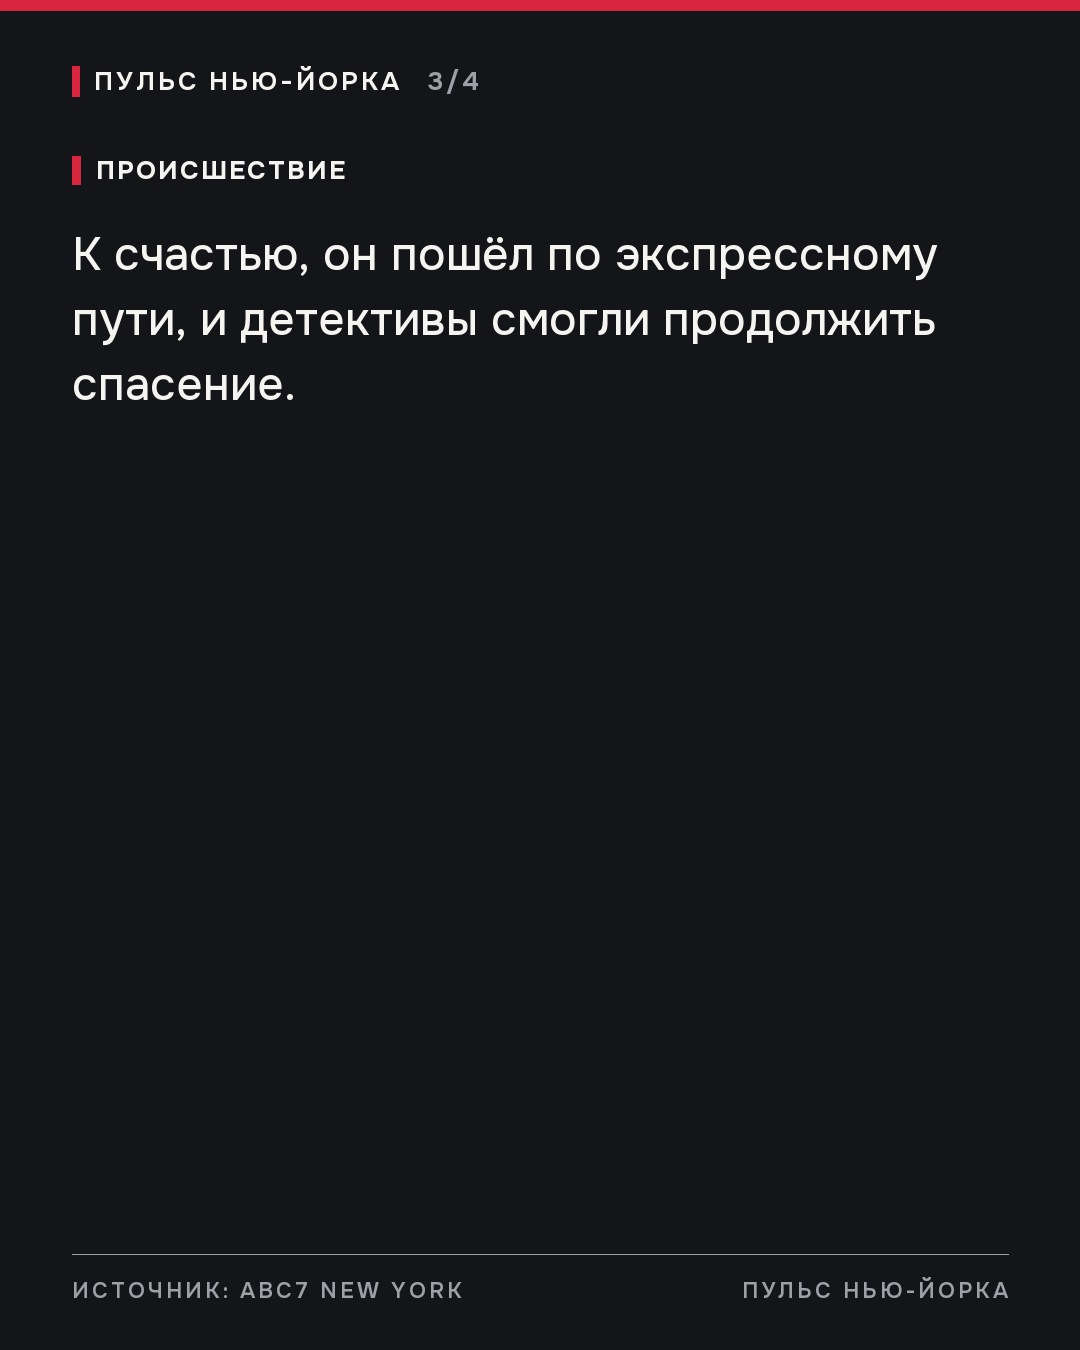 ПУЛЬС НЬЮ-ЙОРКА 3/4
ПРОИСШЕСТВИЕ
К счастью, он пошёл по экспрессному
пути, и детективы смогли продолжить
спасение.
ИСТОЧНИК: ABC7 NEW YORK
ПУЛЬС НЬЮ-ЙОРКА